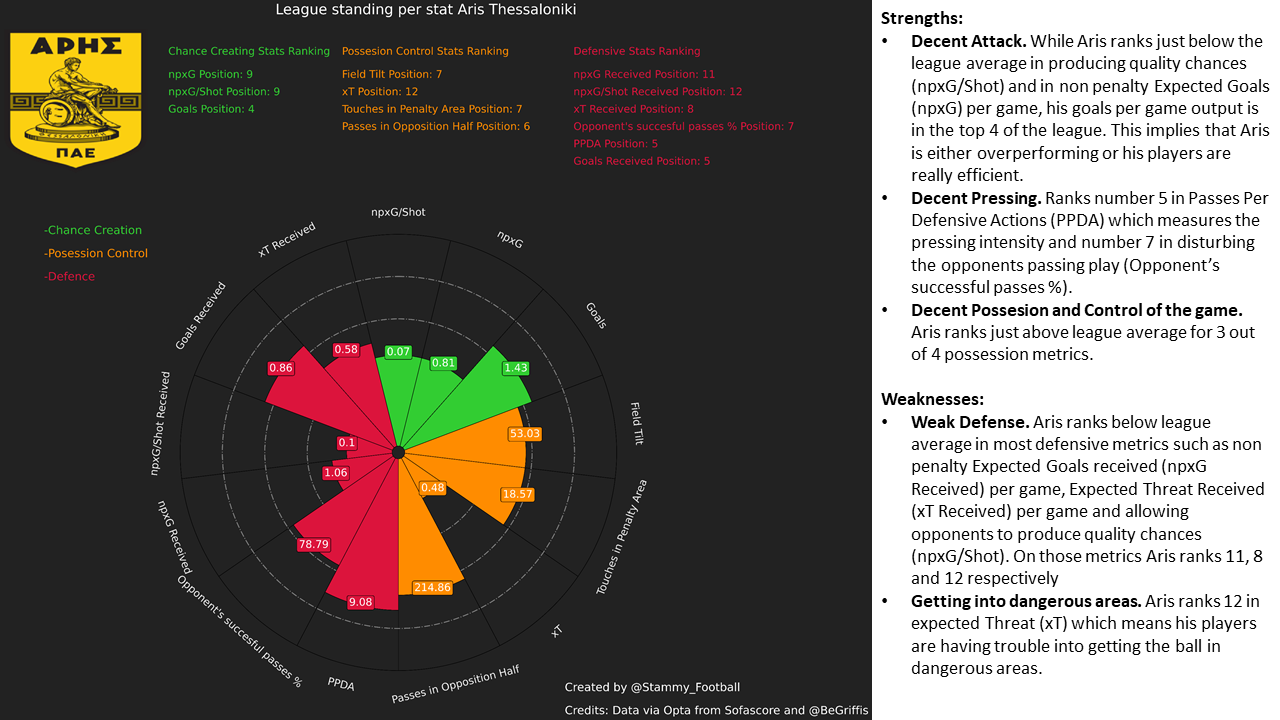 League standing per stat Aris Thessaloniki
ΑΡΗΣ
ΘΕΣΣΑΛΟΝΙΚΗΣ
ΠΑΕ
Chance Creating Stats Ranking
npxG Position: 9
npxG/Shot Position: 9
Goals Position: 4
Possesion Control Stats Ranking
Field Tilt Position: 7
xT Position: 12
Touches in Penalty Area Position: 7
Passes in Opposition Half Position: 6
Defensive Stats Ranking
npxG Received Position: 11
npxG/Shot Received Position: 12
xT Received Position: 8
Opponent's succesful passes % Position: 7
PPDA Position: 5
Goals Received Position: 5
-Chance Creation
-Posession Control
-Defence
npxG/Shot
npxG
Goals
Field Tilt
Touches in Penalty Area
xT
Passes in Opposition Half
PPDA
Opponent's succesful passes %
npxG Received
npxG/Shot Received
Goals Received
xT Received
0.07
0.81
1.43
53.03
18.57
0.48
214.86
9.08
78.79
1.06
0.1
0.86
0.58
Created by @Stammy_Football
Credits: Data via Opta from Sofascore and @BeGriffis
Strengths:
• Decent Attack. While Aris ranks just below the
league average in producing quality chances
(npxG/Shot) and in non penalty Expected Goals
(npxG) per game, his goals per game output is
in the top 4 of the league. This implies that Aris
is either overperforming or his players are
really efficient.
• Decent Pressing. Ranks number 5 in Passes Per
Defensive Actions (PPDA) which measures the
pressing intensity and number 7 in disturbing
the opponents passing play (Opponent's
successful passes %).
• Decent Possesion and Control of the game.
Aris ranks just above league average for 3 out
of 4 possession metrics.
Weaknesses:
• Weak Defense. Aris ranks below league
average in most defensive metrics such as non
penalty Expected Goals received (npxG
Received) per game, Expected Threat Received
(xT Received) per game and allowing
opponents to produce quality chances
(npxG/Shot). On those metrics Aris ranks 11, 8
and 12 respectively
• Getting into dangerous areas. Aris ranks 12 in
expected Threat (xT) which means his players
are having trouble into getting the ball in
dangerous areas.